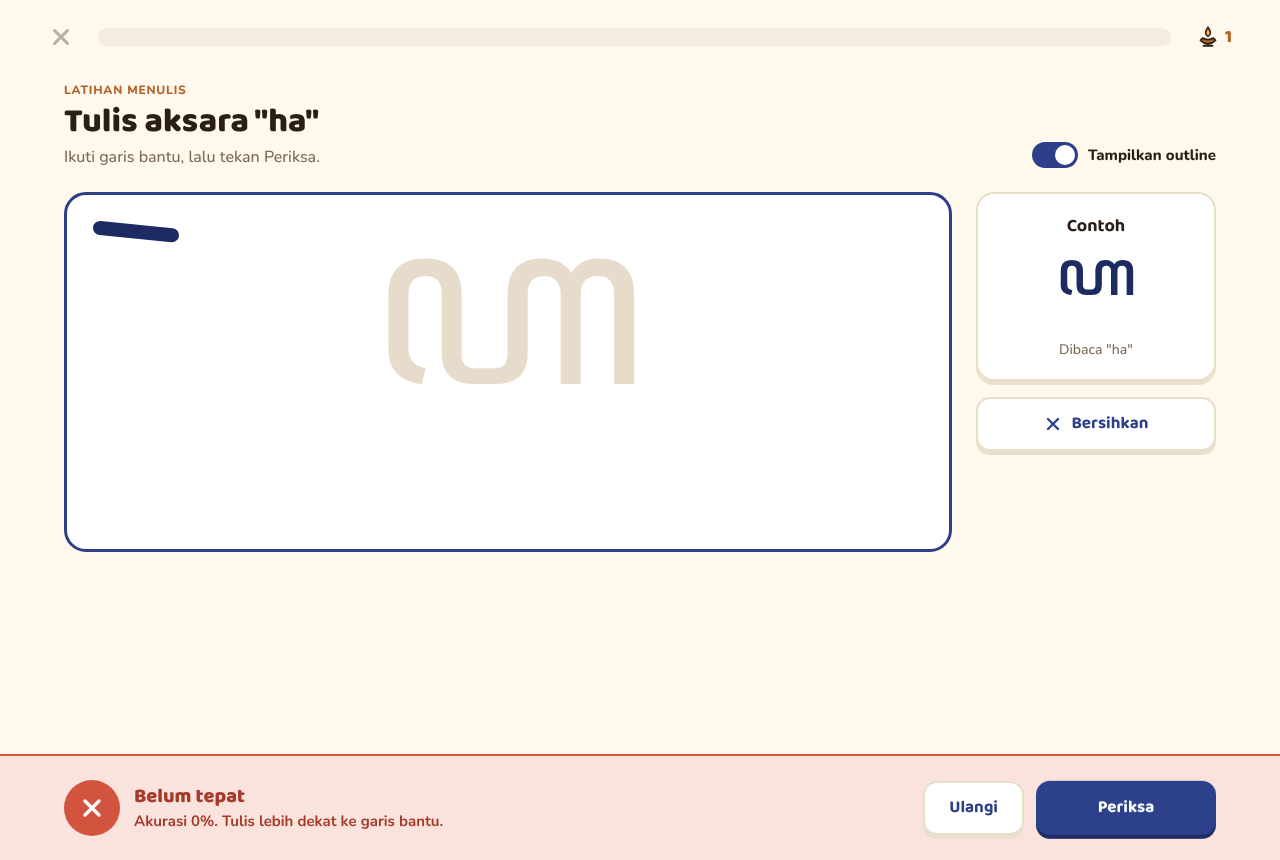 1
LATIHAN MENULIS
Tulis aksara "ha"
Ikuti garis bantu, lalu tekan Periksa.
Tampilkan outline
ꦲ
Contoh
ꦲ
Dibaca "ha"
Bersihkan
Belum tepat
Akurasi 0%. Tulis lebih dekat ke garis bantu.
Ulangi
Periksa